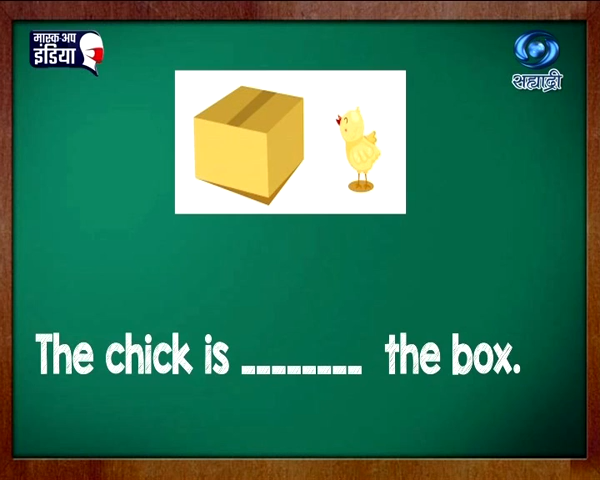 मास्क अप
इंडिया
सह्याद्री
The chick is ________ the box.